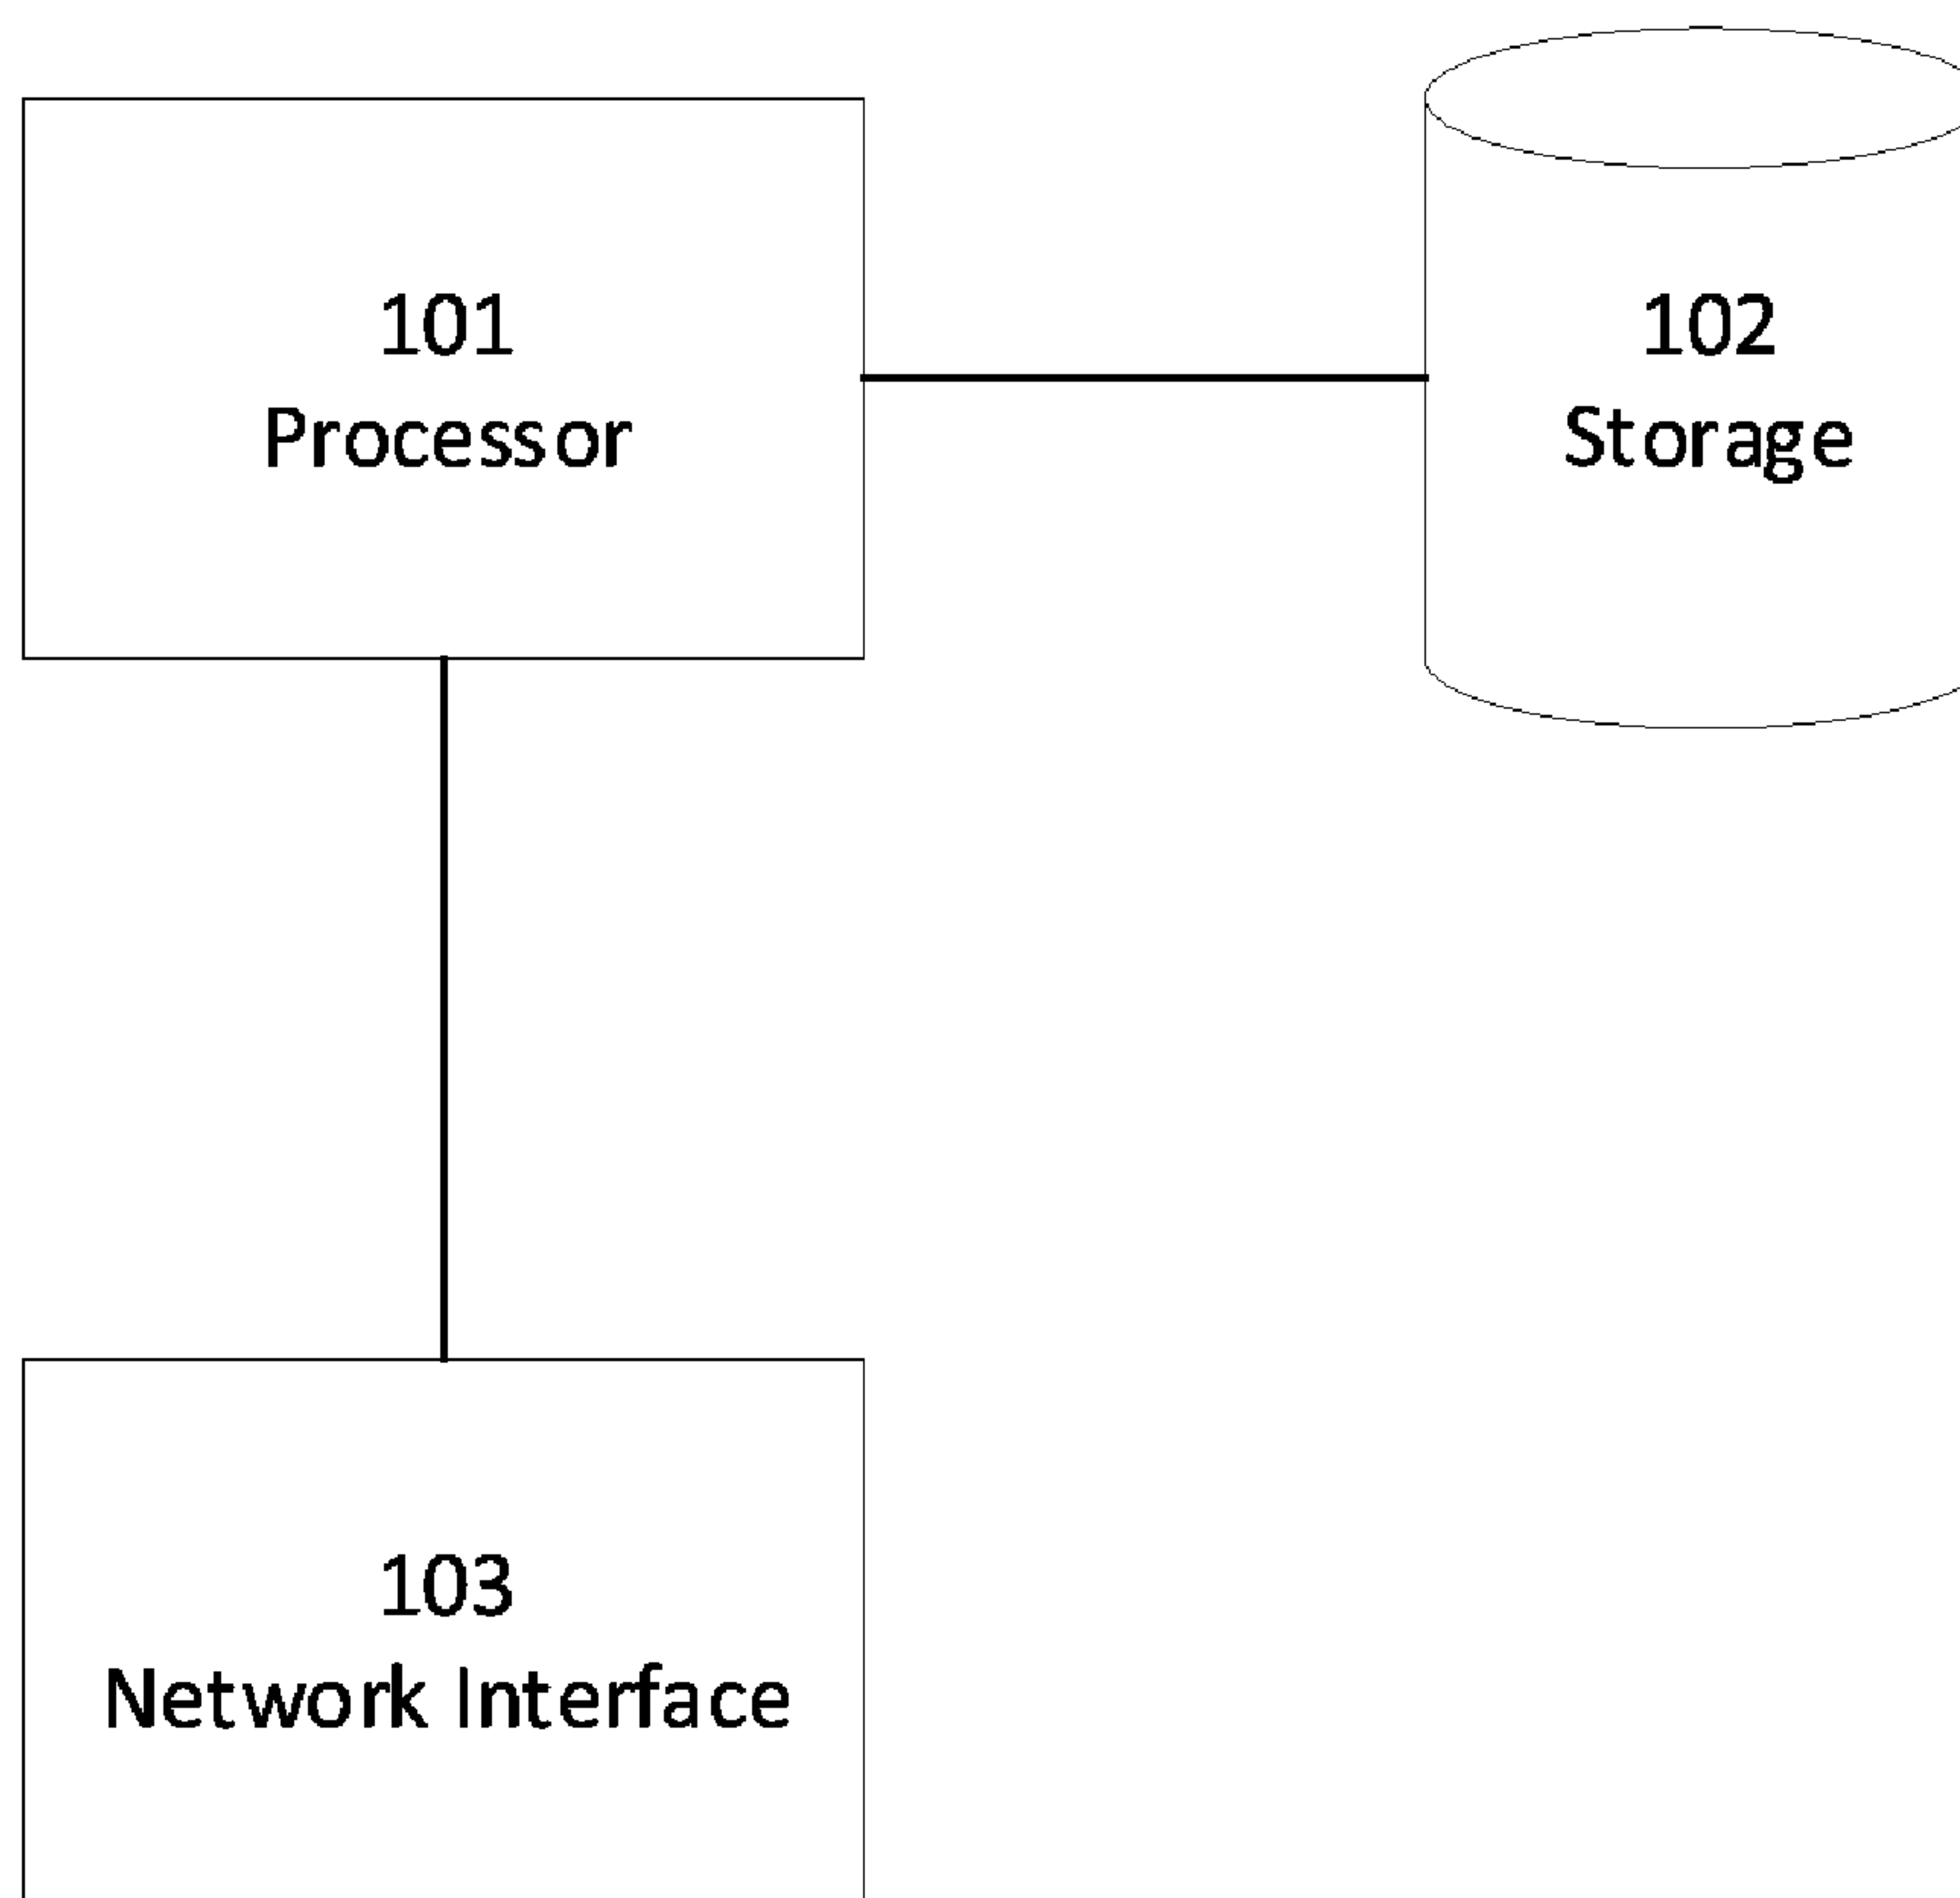 101
Processor
102
Storage
103
Network Interface